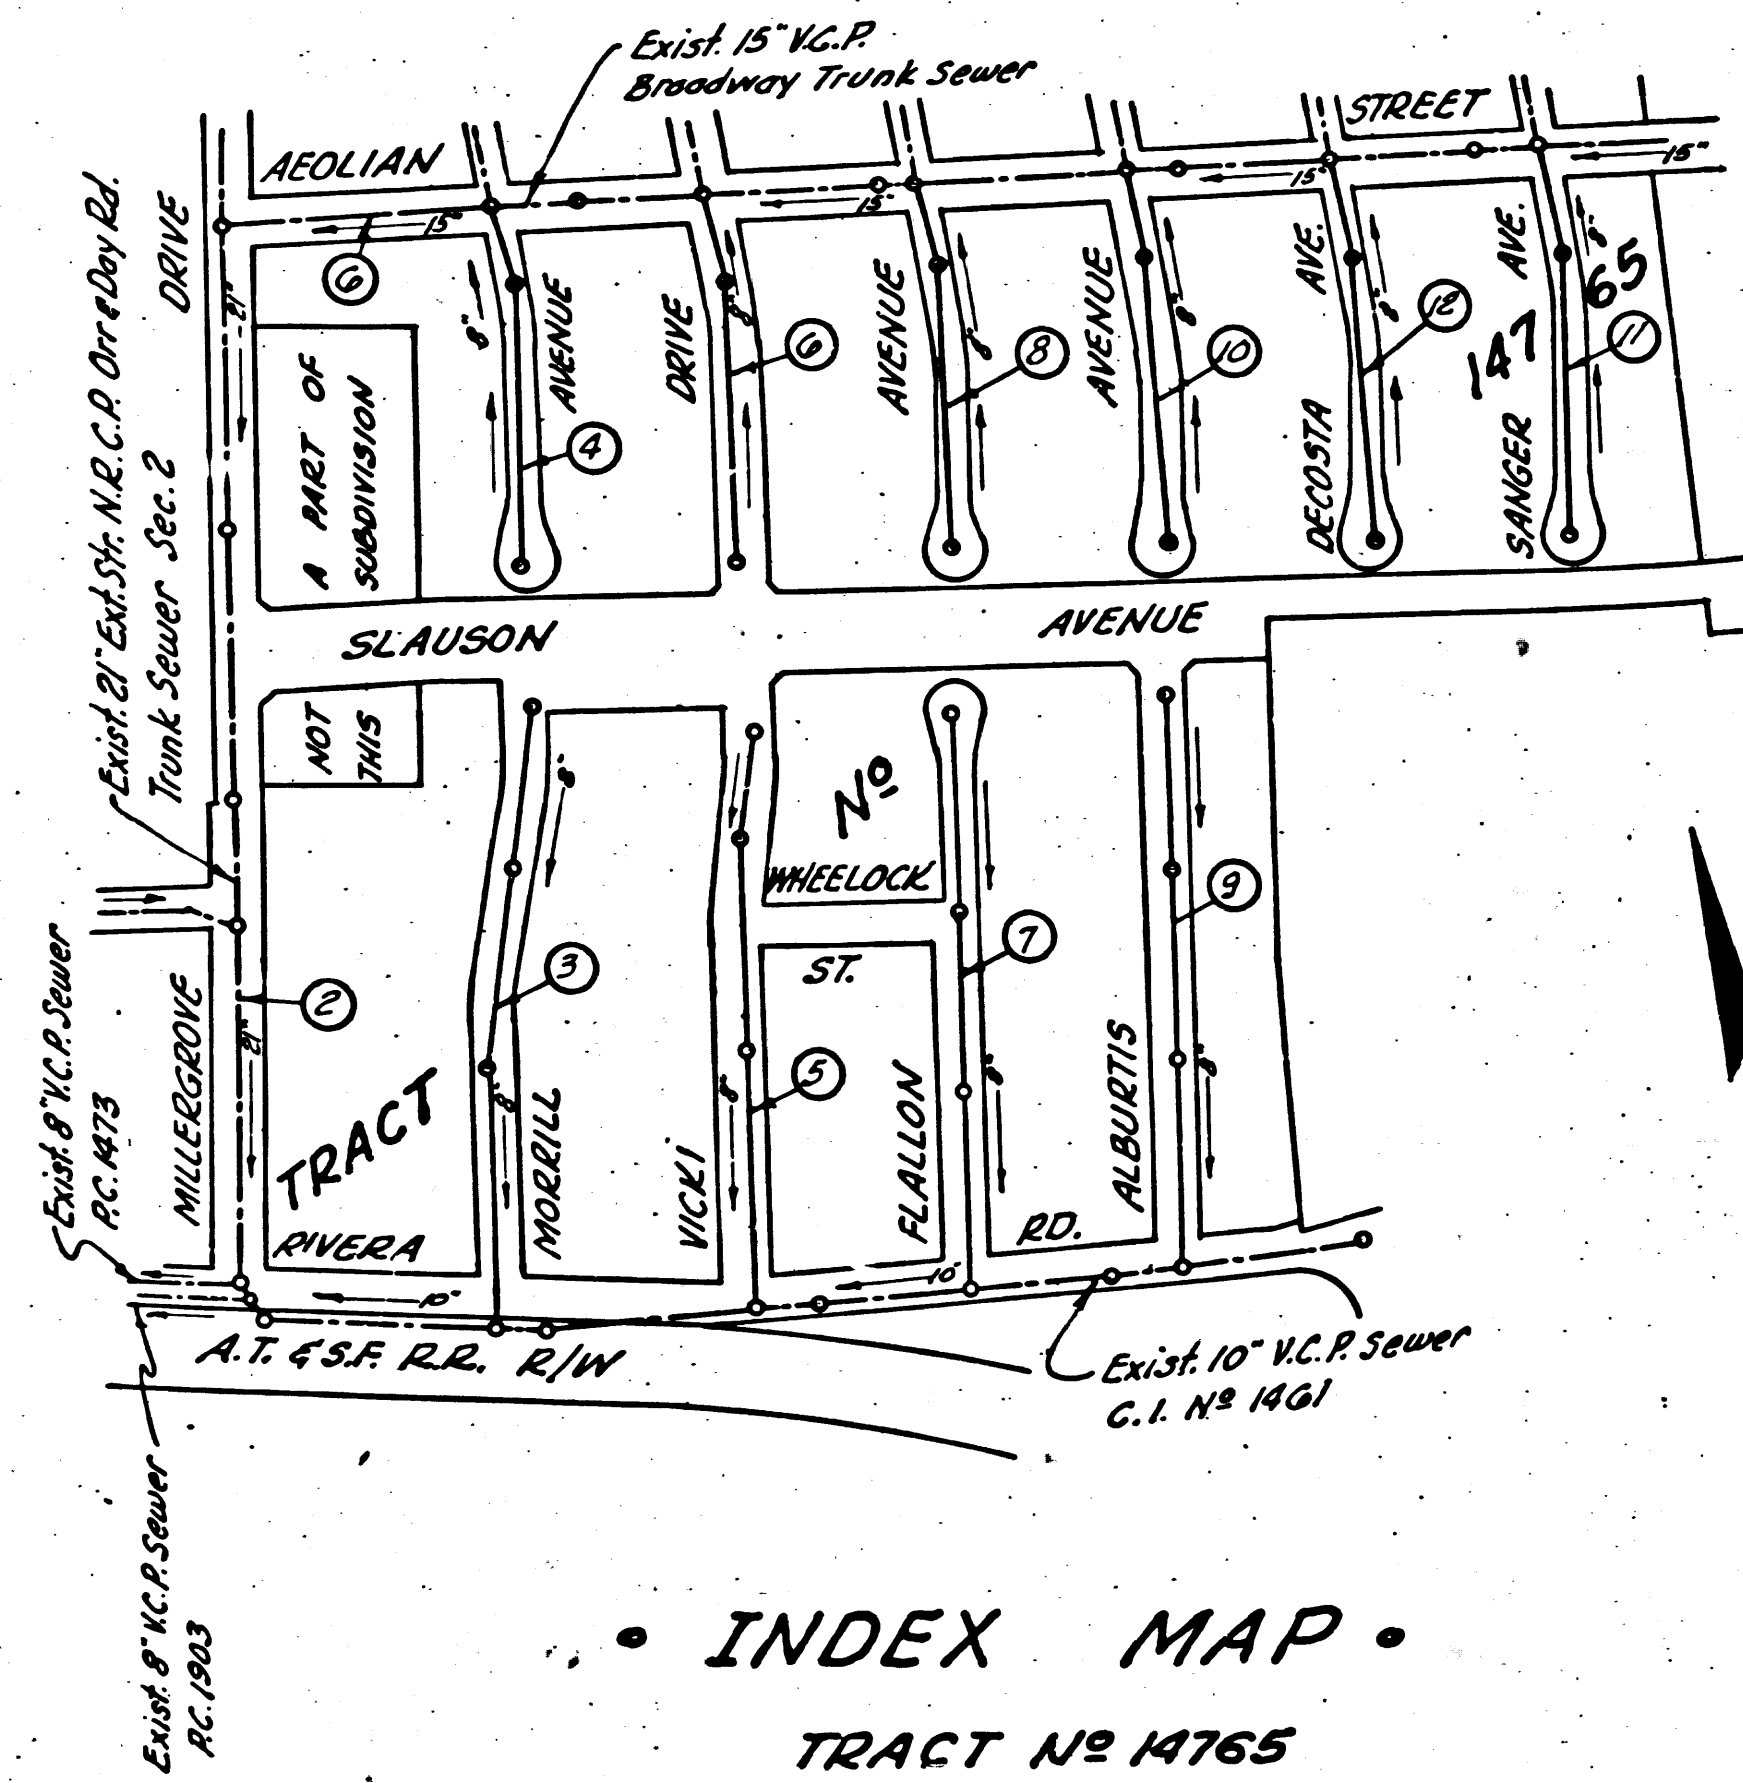 Exist. 15" V.C.P.
Broadway Trunk Sewer
AEOLIAN
STREET
15"
15"
15"
15"
6
DRIVE
Exist. 21" Ext. Str. N.R.C.P. Orr & Day Rd.
Trunk Sewer Sec. 2
21"
8"
AVENUE
DRIVE
8"
6
AVENUE
8"
8
AVENUE
8"
10
AVE.
8"
12
AVE.
8"
147 65
11
4
DECOSTA
SANGER
A PART OF
SUBDIVISION
SLAUSON
AVENUE
NOT
THIS
8"
Nº
WHEELOCK
ST.
9
7
3
2
5
21"
Exist. 8" V.C.P. Sewer
P.C. 1473
MILLERGROVE
TRACT
8"
MORRILL
VICKI
8"
FLALLON
8"
ALBURTIS
8"
RIVERA
RD.
10"
10"
A.T. & S.F. R.R. R/W
Exist. 10" V.C.P. Sewer
C.I. Nº 1461
Exist. 8" V.C.P. Sewer
P.C. 1903
• INDEX MAP •
TRACT Nº 14765